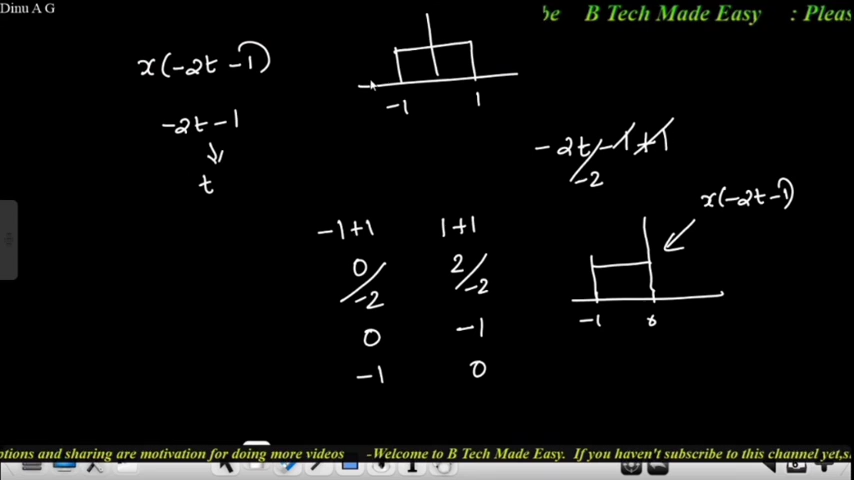 Dinu A G
be B Tech Made Easy : Pleas
x(-2t-1)
-1 1
-2t-1
t
-2t-1+1
-2
x(-2t-1)
-1+1 1+1
0 2
-2 -2
0 -1
-1 0
-1 0
ptions and sharing are motivation for doing more videos -Welcome to B Tech Made Easy. If you haven't subscribe to this channel yet,s